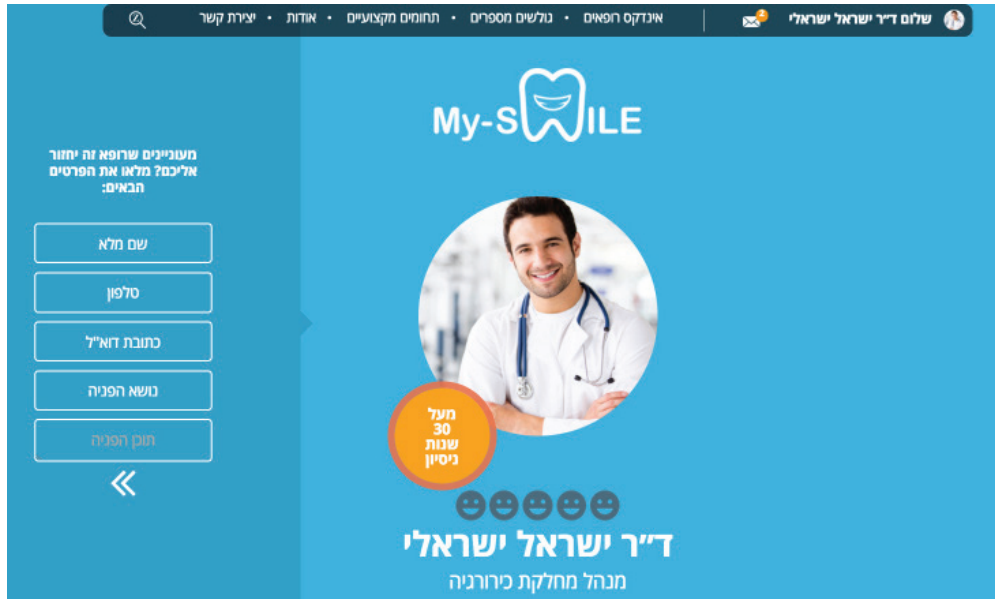 שלום ד״ר ישראל ישראלי
2
אינדקס רופאים • גולשים מספרים • תחומים מקצועיים • אודות • יצירת קשר
My-SMILE
מעוניינים שרופא זה יחזור
אליכם? מלאו את הפרטים
הבאים:
שם מלא
טלפון
כתובת דוא"ל
נושא הפניה
תוכן הפניה
מעל
30
שנות
ניסיון
ד״ר ישראל ישראלי
מנהל מחלקת כירורגיה